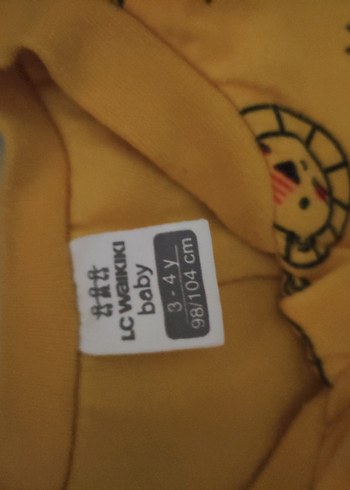 LC WAIKIKI
baby
3 - 4 y
98/104 cm